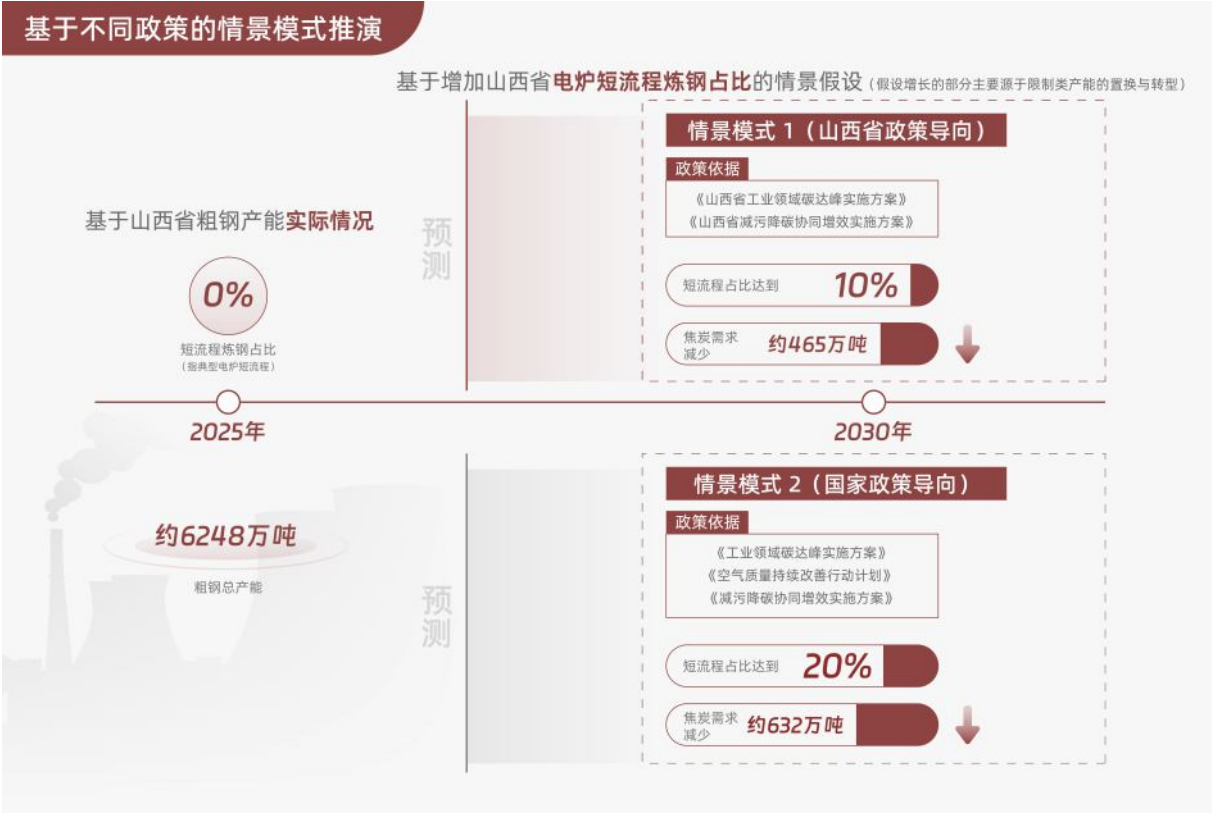 基于不同政策的情景模式推演
基于增加山西省电炉短流程炼钢占比的情景假设（假设增长的部分主要源于限制类产能的置换与转型）
基于山西省粗钢产能实际情况
0%
短流程炼钢占比
（指典型电炉短流程）
预测
情景模式 1（山西省政策导向）
政策依据
《山西省工业领域碳达峰实施方案》
《山西省减污降碳协同增效实施方案》
短流程占比达到 10%
焦炭需求
减少
约465万吨
2025年
2030年
约6248万吨
粗钢总产能
预测
情景模式 2（国家政策导向）
政策依据
《工业领域碳达峰实施方案》
《空气质量持续改善行动计划》
《减污降碳协同增效实施方案》
短流程占比达到 20%
焦炭需求
减少
约632万吨